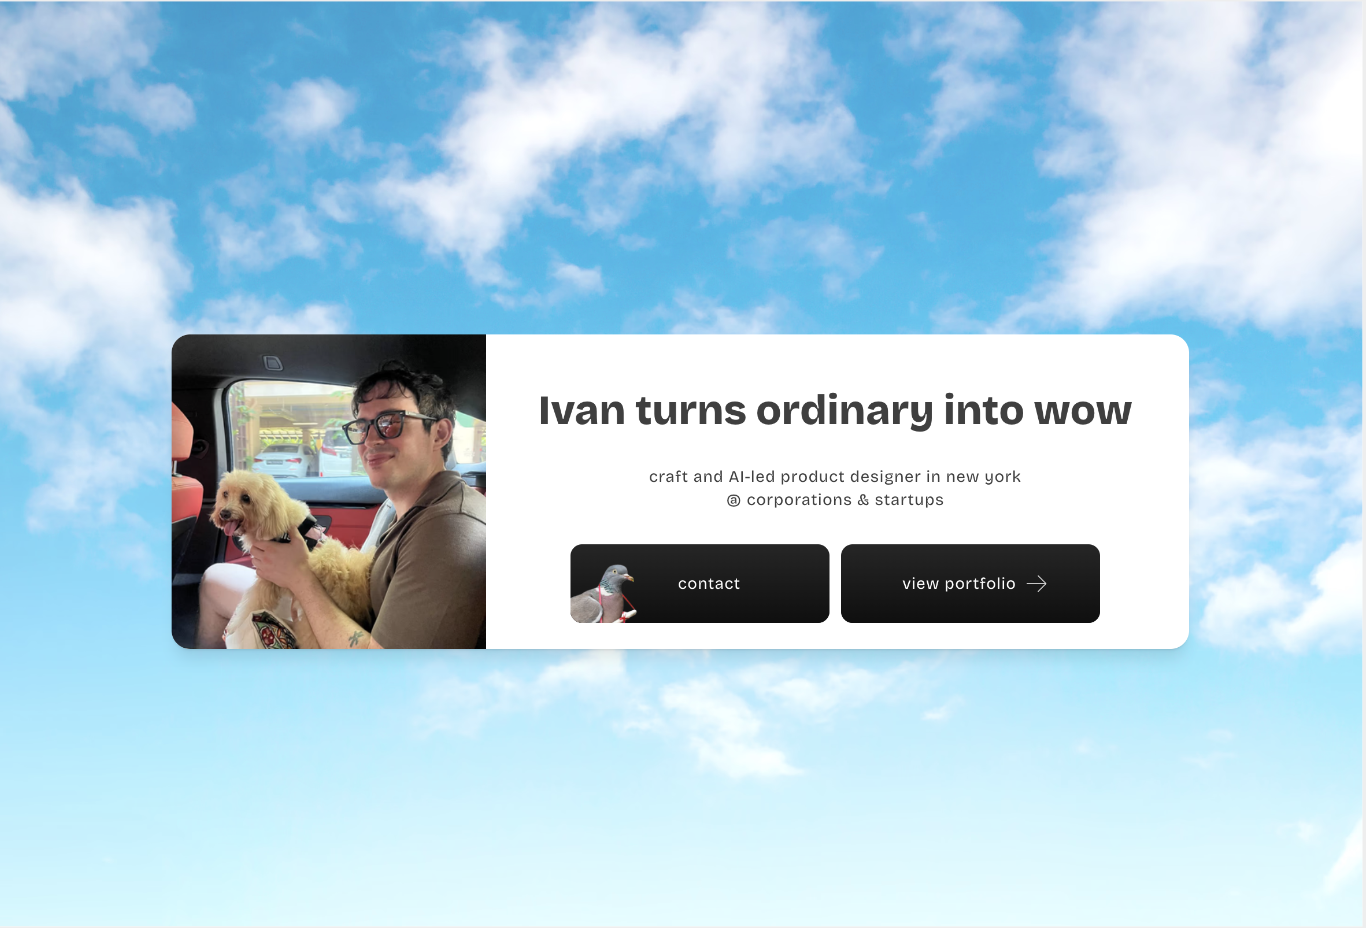 Ivan turns ordinary into wow
craft and AI-led product designer in new york
@ corporations & startups
contact
view portfolio